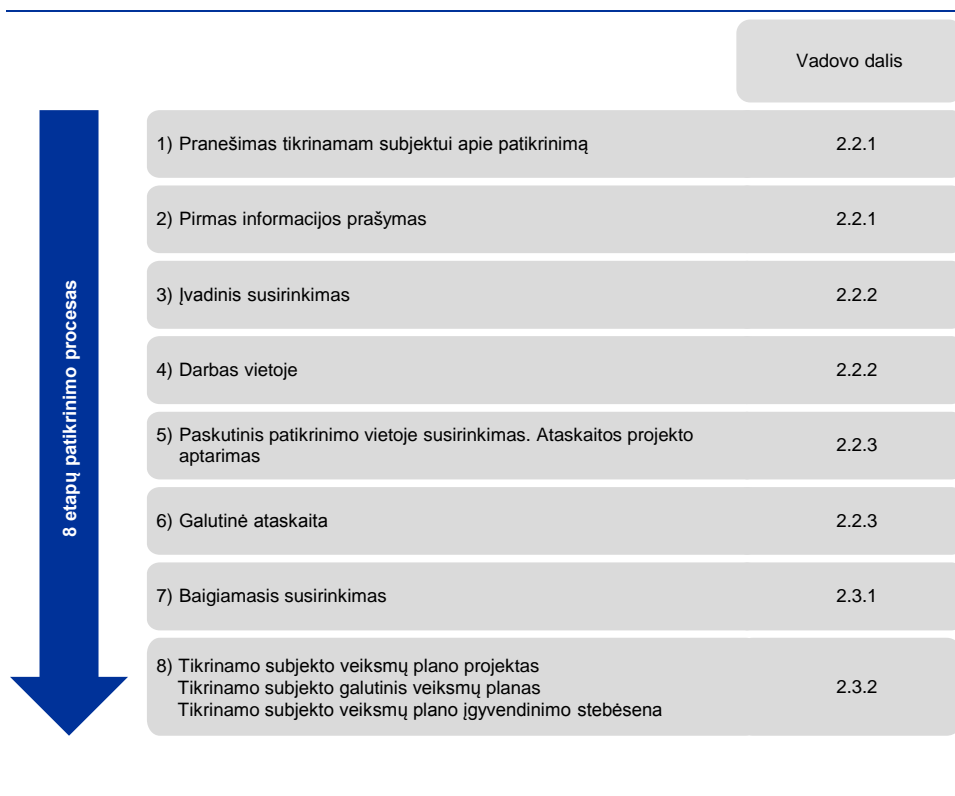 Vadovo dalis
8 etapų patikrinimo procesas
1) Pranešimas tikrinamam subjektui apie patikrinimą 2.2.1
2) Pirmas informacijos prašymas 2.2.1
3) Įvadinis susirinkimas 2.2.2
4) Darbas vietoje 2.2.2
5) Paskutinis patikrinimo vietoje susirinkimas. Ataskaitos projekto
aptarimas 2.2.3
6) Galutinė ataskaita 2.2.3
7) Baigiamasis susirinkimas 2.3.1
8) Tikrinamo subjekto veiksmų plano projektas
Tikrinamo subjekto galutinis veiksmų planas 2.3.2
Tikrinamo subjekto veiksmų plano įgyvendinimo stebėsena